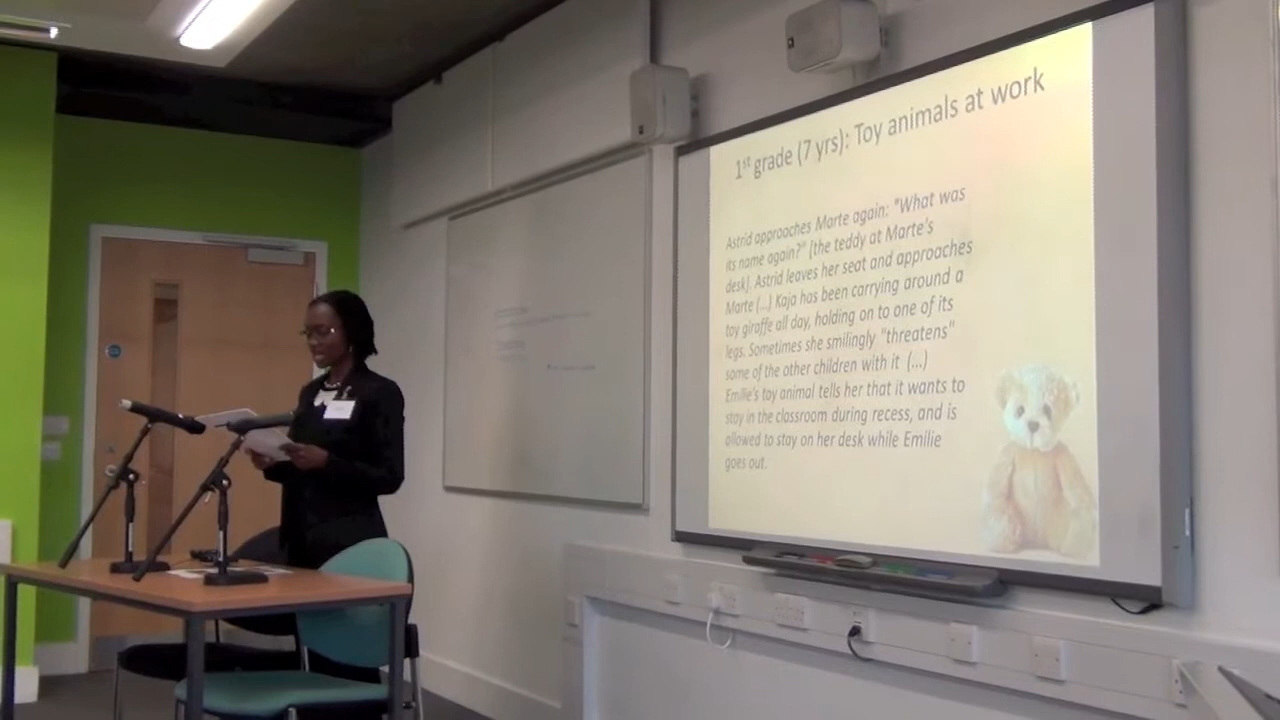 1st grade (7 yrs): Toy animals at work
Astrid approaches Marte again: "What was
its name again?" (the teddy at Marte's
desk). Astrid leaves her seat and approaches
Marte (...) Kaja has been carrying around a
toy giraffe all day, holding on to one of its
legs. Sometimes she smilingly "threatens"
some of the other children with it (...)
Emilie's toy animal tells her that it wants to
stay in the classroom during recess, and is
allowed to stay on her desk while Emilie
goes out.